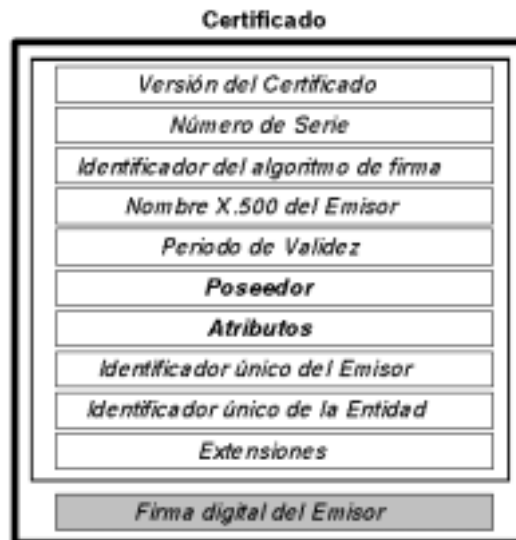 Certificado
Versión del Certificado
Número de Serie
Identificador del algoritmo de firma
Nombre X.500 del Emisor
Periodo de Validez
Poseedor
Atributos
Identificador único del Emisor
Identificador único de la Entidad
Extensiones
Firma digital del Emisor